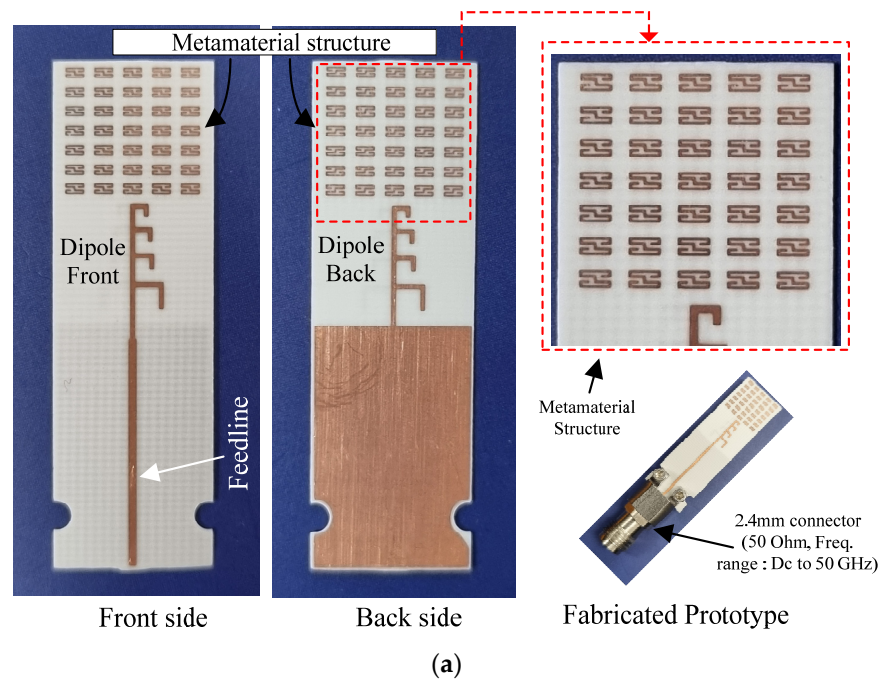 Metamaterial structure
Dipole
Front
Dipole
Back
Feedline
Metamaterial
Structure
2.4mm connector
(50 Ohm, Freq.
range : Dc to 50 GHz)
Front side
Back side
Fabricated Prototype
(a)